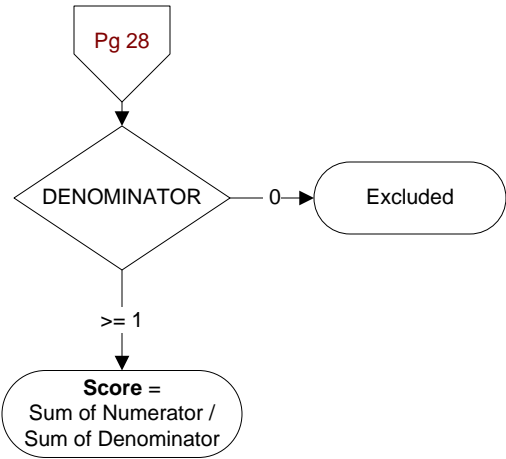 Pg 28
DENOMINATOR
0
Excluded
>= 1
Score =
Sum of Numerator /
Sum of Denominator